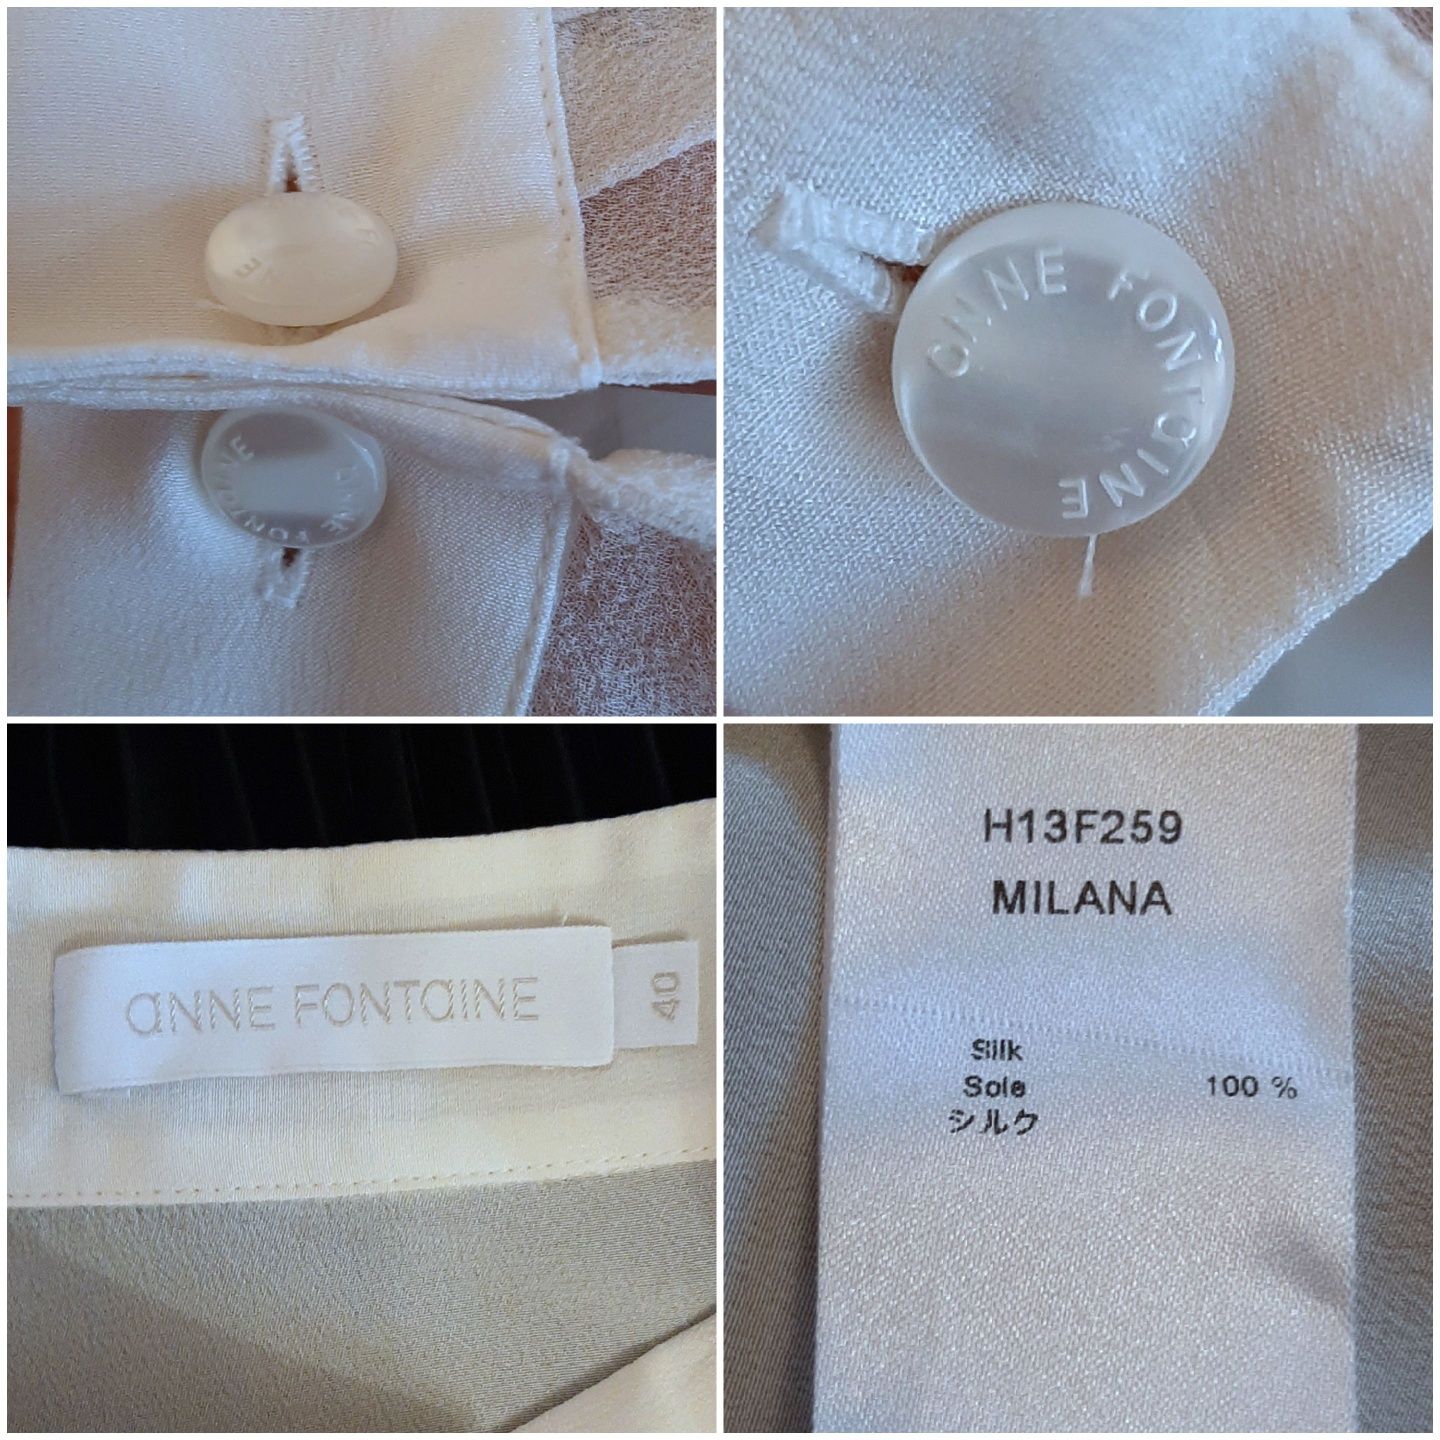 ANNE FONTAINE
ANNE FONTAINE
ANNE FONTAINE
40
H13F259
MILANA
Silk
Soie
シルク
100 %